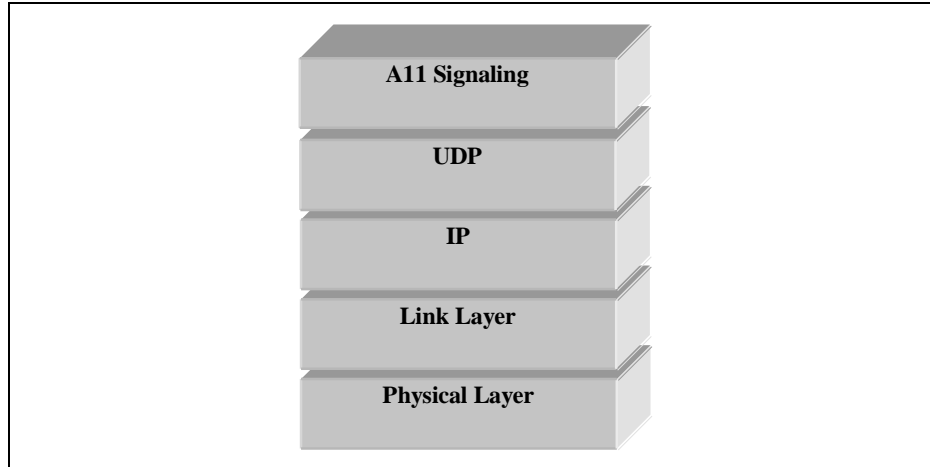 A11 Signaling
UDP
IP
Link Layer
Physical Layer